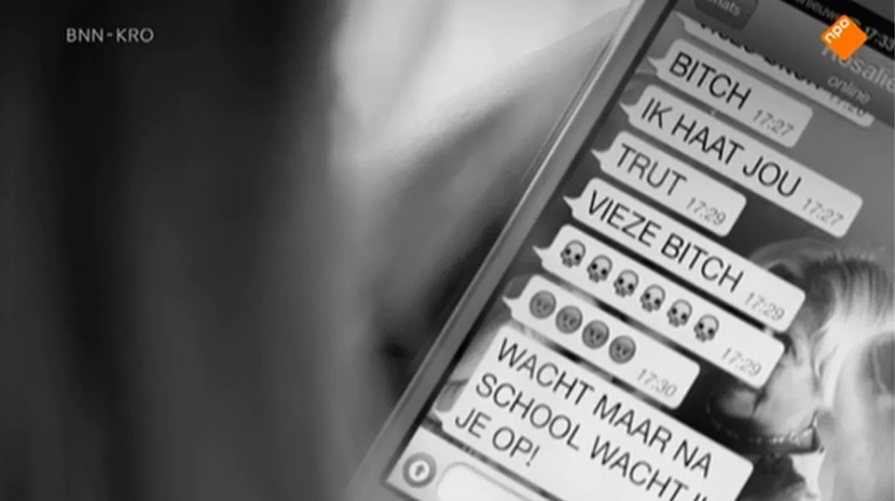 BNN-KRO
npo
online
BITCH 17:27
IK HAAT JOU 17:27
TRUT 17:29
VIEZE BITCH 17:29
17:29
17:30
WACHT MAAR NA
SCHOOL WACHT
JE OP!